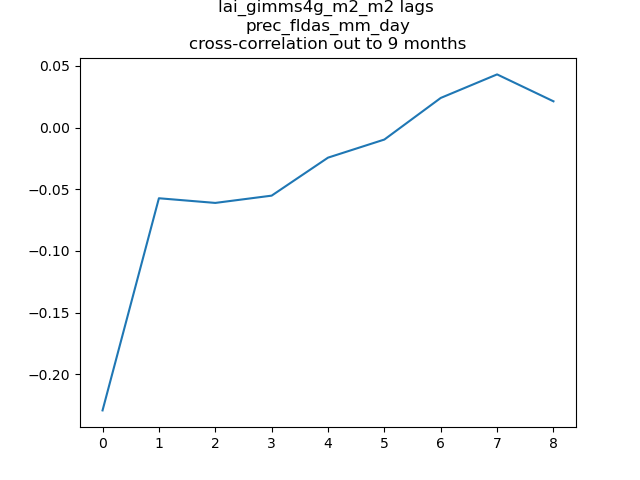 lai_gimms4g_m2_m2 lags
prec_fldas_mm_day
cross-correlation out to 9 months
0.05
0.00
−0.05
−0.10
−0.15
−0.20
0 1 2 3 4 5 6 7 8